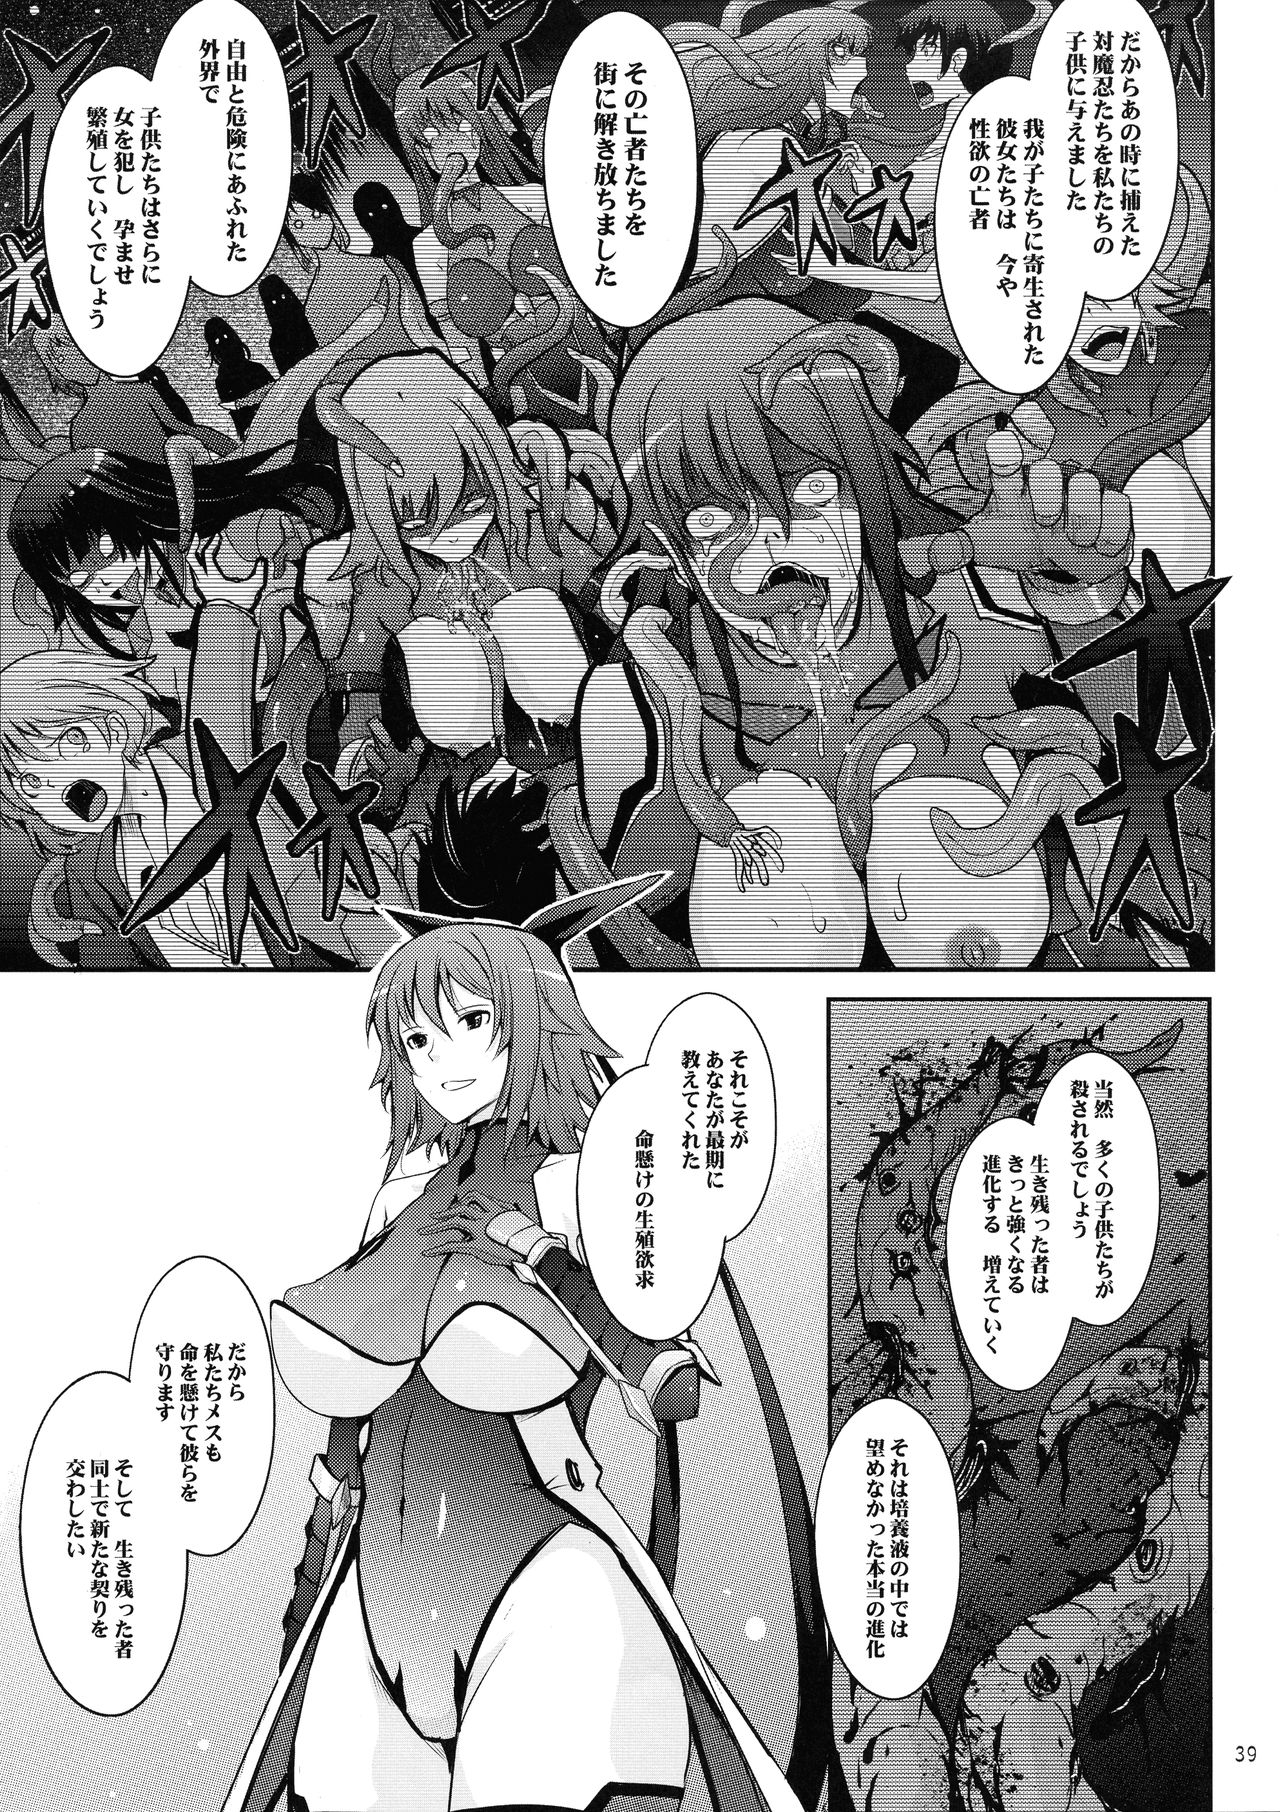 だからあの時に捕えた
対魔忍たちを私たちの
子供に与えました
我が子たちに寄生された
彼女たちは 今や
性欲の亡者
その亡者たちを
街に解き放ちました
自由と危険にあふれた
外界で
子供たちはさらに
女を犯し 孕ませ
繁殖していくでしょう
オオ
オオ
オオ
オオ
オオ
当然 多くの子供たちが
殺されるでしょう
生き残った者は
きっと強くなる
進化する 増えていく
それは培養液の中では
望めなかった本当の進化
それこそが
あなたが最期に
教えてくれた
命懸けの生殖欲求
だから
私たちメスも
命を懸けて彼らを
守ります
そして 生き残った者
同士で新たな契りを
交わしたい
39